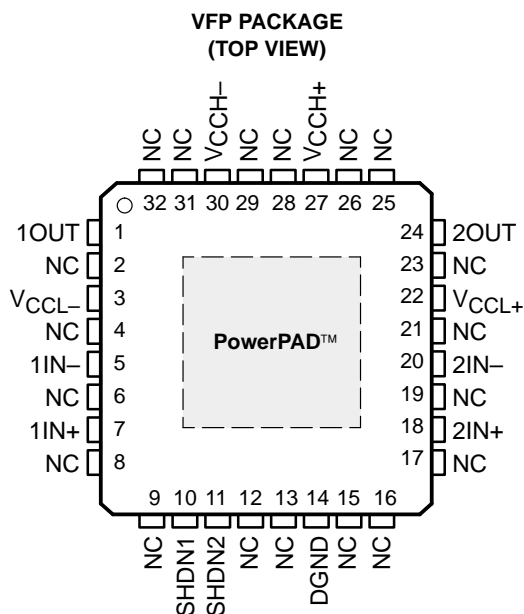 VFP PACKAGE
(TOP VIEW)
NC
NC
VCCH–
NC
NC
VCCH+
NC
NC
32 31 30 29 28 27 26 25
1OUT 1 24 2OUT
NC 2 23 NC
VCCL– 3 22 VCCL+
NC 4 21 NC
PowerPAD™
1IN– 5 20 2IN–
NC 6 19 NC
1IN+ 7 18 2IN+
NC 8 17 NC
9 10 11 12 13 14 15 16
NC
SHDN1
SHDN2
NC
NC
DGND
NC
NC